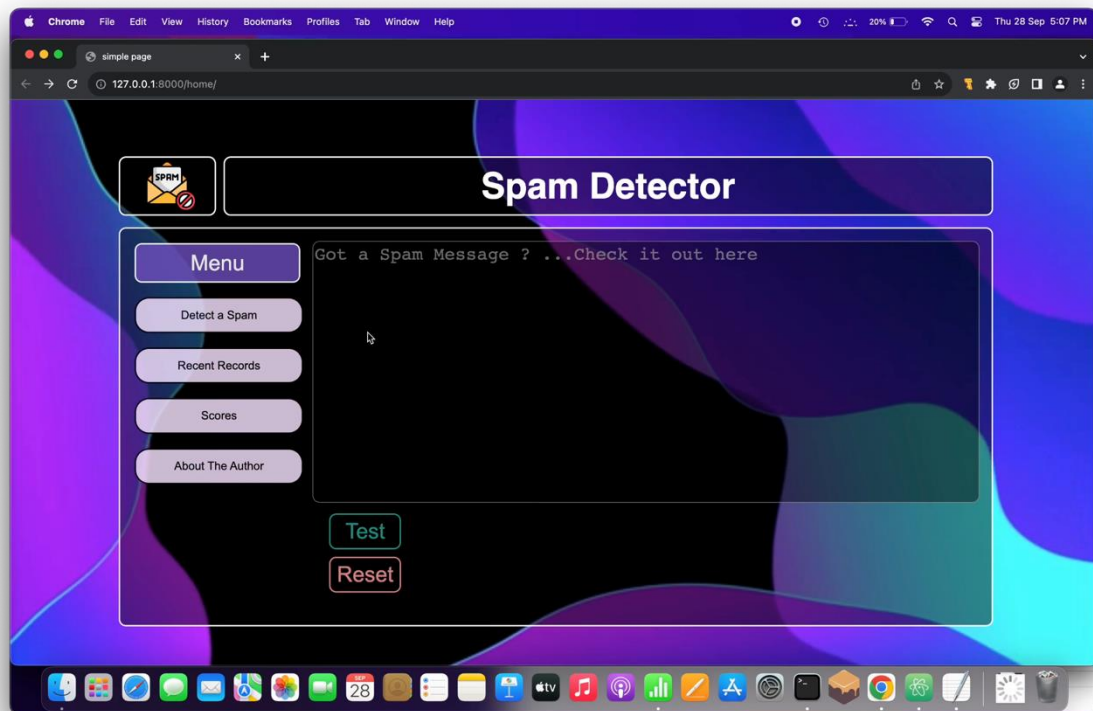 Chrome File Edit View History Bookmarks Profiles Tab Window Help 20% Thu 28 Sep 5:07 PM
simple page
127.0.0.1:8000/home/
SPAM
Spam Detector
Menu
Got a Spam Message ? ...Check it out here
Detect a Spam
Recent Records
Scores
About The Author
Test
Reset
SEP
28
tv